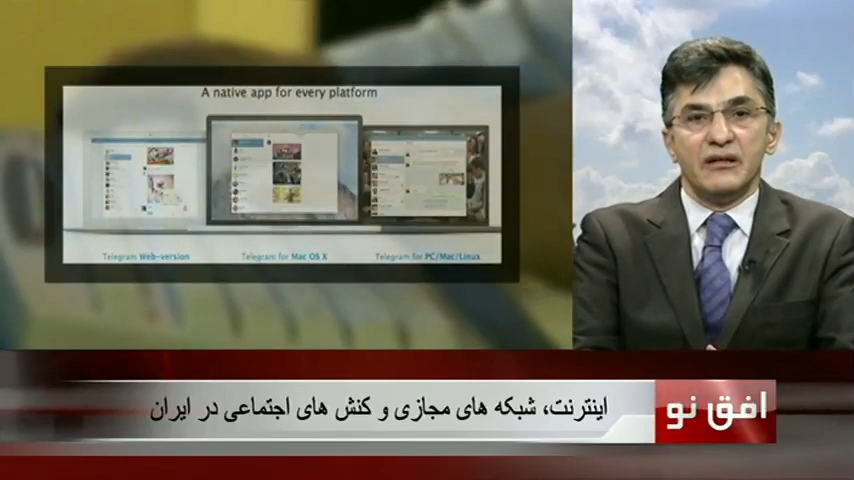 A native app for every platform
Telegram Web-version
Telegram for Mac OS X
Telegram for PC/Mac/Linux
افق نو
اینترنت، شبکه های مجازی و کنش های اجتماعی در ایران